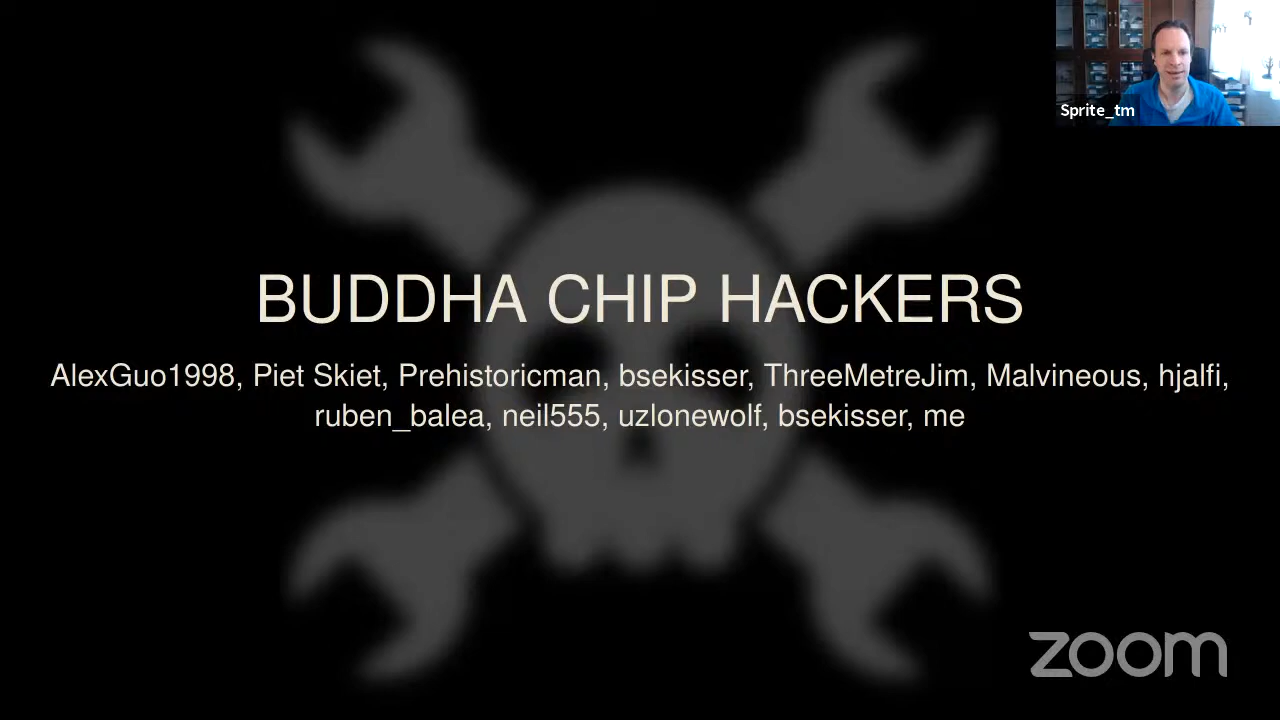 Sprite_tm
BUDDHA CHIP HACKERS
AlexGuo1998, Piet Skiet, Prehistoricman, bsekisser, ThreeMetreJim, Malvineous, hjalfi,
ruben_balea, neil555, uzlonewolf, bsekisser, me
zoom